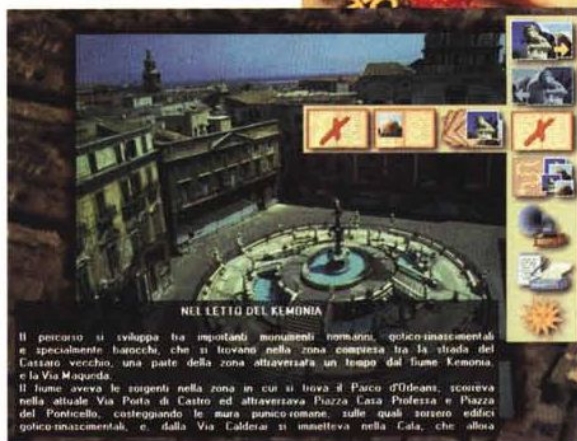 NEL LETTO DEL KEMONIA
Il percorso si sviluppa tra importanti monumenti normanni, gotico-rinascimentali
e specialmente barocchi, che si trovano nella zona compresa tra la strada del
Cassaro vecchio, una parte della zona attraversata un tempo dal fiume Kemonia,
e la Via Maqueda.
Il fiume aveva le sorgenti nella zona in cui si trova il Parco d'Orleans, scorreva
nella attuale Via Porta di Castro ed attraversava Piazza Casa Professa e Piazza
del Ponticello, costeggiando le mura punico-romane, sulle quali sorsero edifici
gotico-rinascimentali, e, dalla Via Calderai si immetteva nella Cala, che allora